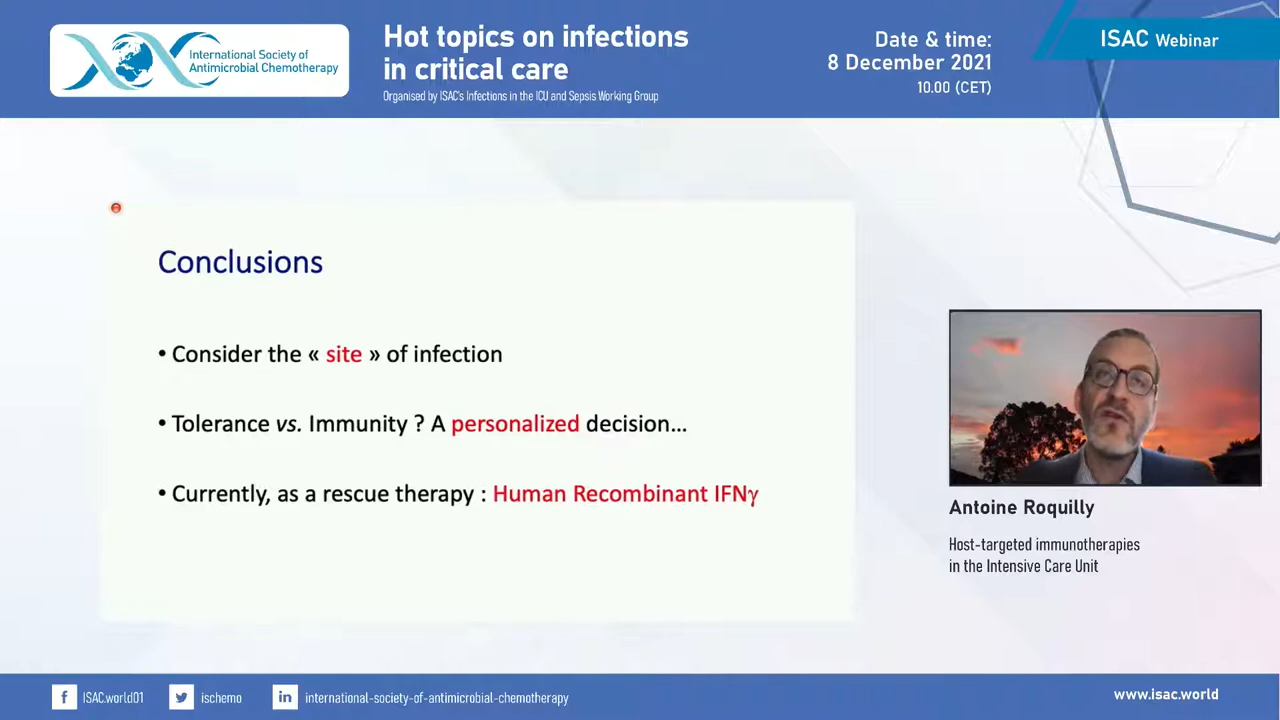 International Society of
Antimicrobial Chemotherapy
Hot topics on infections
in critical care
Organised by ISAC's Infections in the ICU and Sepsis Working Group
Date & time:
8 December 2021
10.00 (CET)
ISAC Webinar
Conclusions
• Consider the « site » of infection
• Tolerance vs. Immunity ? A personalized decision...
• Currently, as a rescue therapy : Human Recombinant IFNγ
Antoine Roquilly
Host-targeted immunotherapies
in the Intensive Care Unit
f ISAC.world01
ischemo
in international-society-of-antimicrobial-chemotherapy
www.isac.world